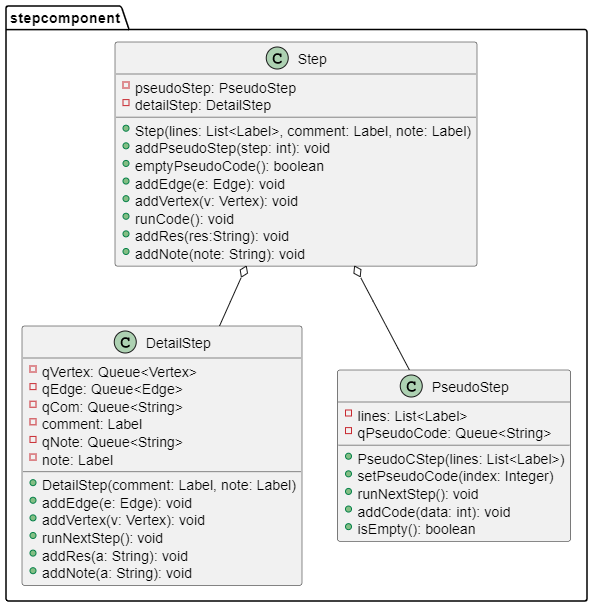 stepcomponent
C Step
pseudoStep: PseudoStep
detailStep: DetailStep
Step(lines: List<Label>, comment: Label, note: Label)
addPseudoStep(step: int): void
emptyPseudoCode(): boolean
addEdge(e: Edge): void
addVertex(v: Vertex): void
runCode(): void
addRes(res:String): void
addNote(note: String): void
C DetailStep
qVertex: Queue<Vertex>
qEdge: Queue<Edge>
qCom: Queue<String>
comment: Label
qNote: Queue<String>
note: Label
DetailStep(comment: Label, note: Label)
addEdge(e: Edge): void
addVertex(v: Vertex): void
runNextStep(): void
addRes(a: String): void
addNote(a: String): void
C PseudoStep
lines: List<Label>
qPseudoCode: Queue<String>
PseudoCStep(lines: List<Label>)
setPseudoCode(index: Integer)
runNextStep(): void
addCode(data: int): void
isEmpty(): boolean